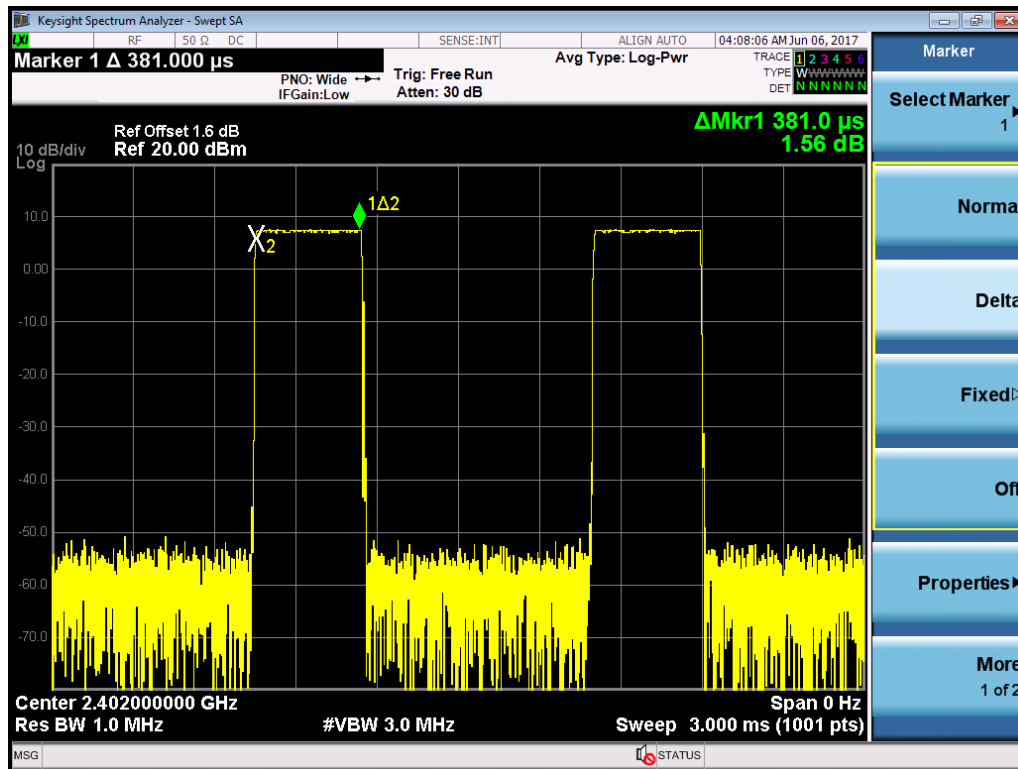 Keysight Spectrum Analyzer - Swept SA
LXI RF 50 Ω DC SENSE:INT ALIGN AUTO 04:08:06 AM Jun 06, 2017
Marker 1 Δ 381.000 µs
PNO: Wide
IFGain:Low
Trig: Free Run
Atten: 30 dB
Avg Type: Log-Pwr
TRACE 1 2 3 4 5 6
TYPE WWWWWW
DET N N N N N N
ΔMkr1 381.0 µs
1.56 dB
Ref Offset 1.6 dB
10 dB/div Ref 20.00 dBm
Log
10.0
0.00
-10.0
-20.0
-30.0
-40.0
-50.0
-60.0
-70.0
1Δ2
X2
Center 2.402000000 GHz Span 0 Hz
Res BW 1.0 MHz #VBW 3.0 MHz Sweep 3.000 ms (1001 pts)
MSG STATUS
Marker
Select Marker
1
Norma
Delta
Fixed
Off
Properties
More
1 of 2